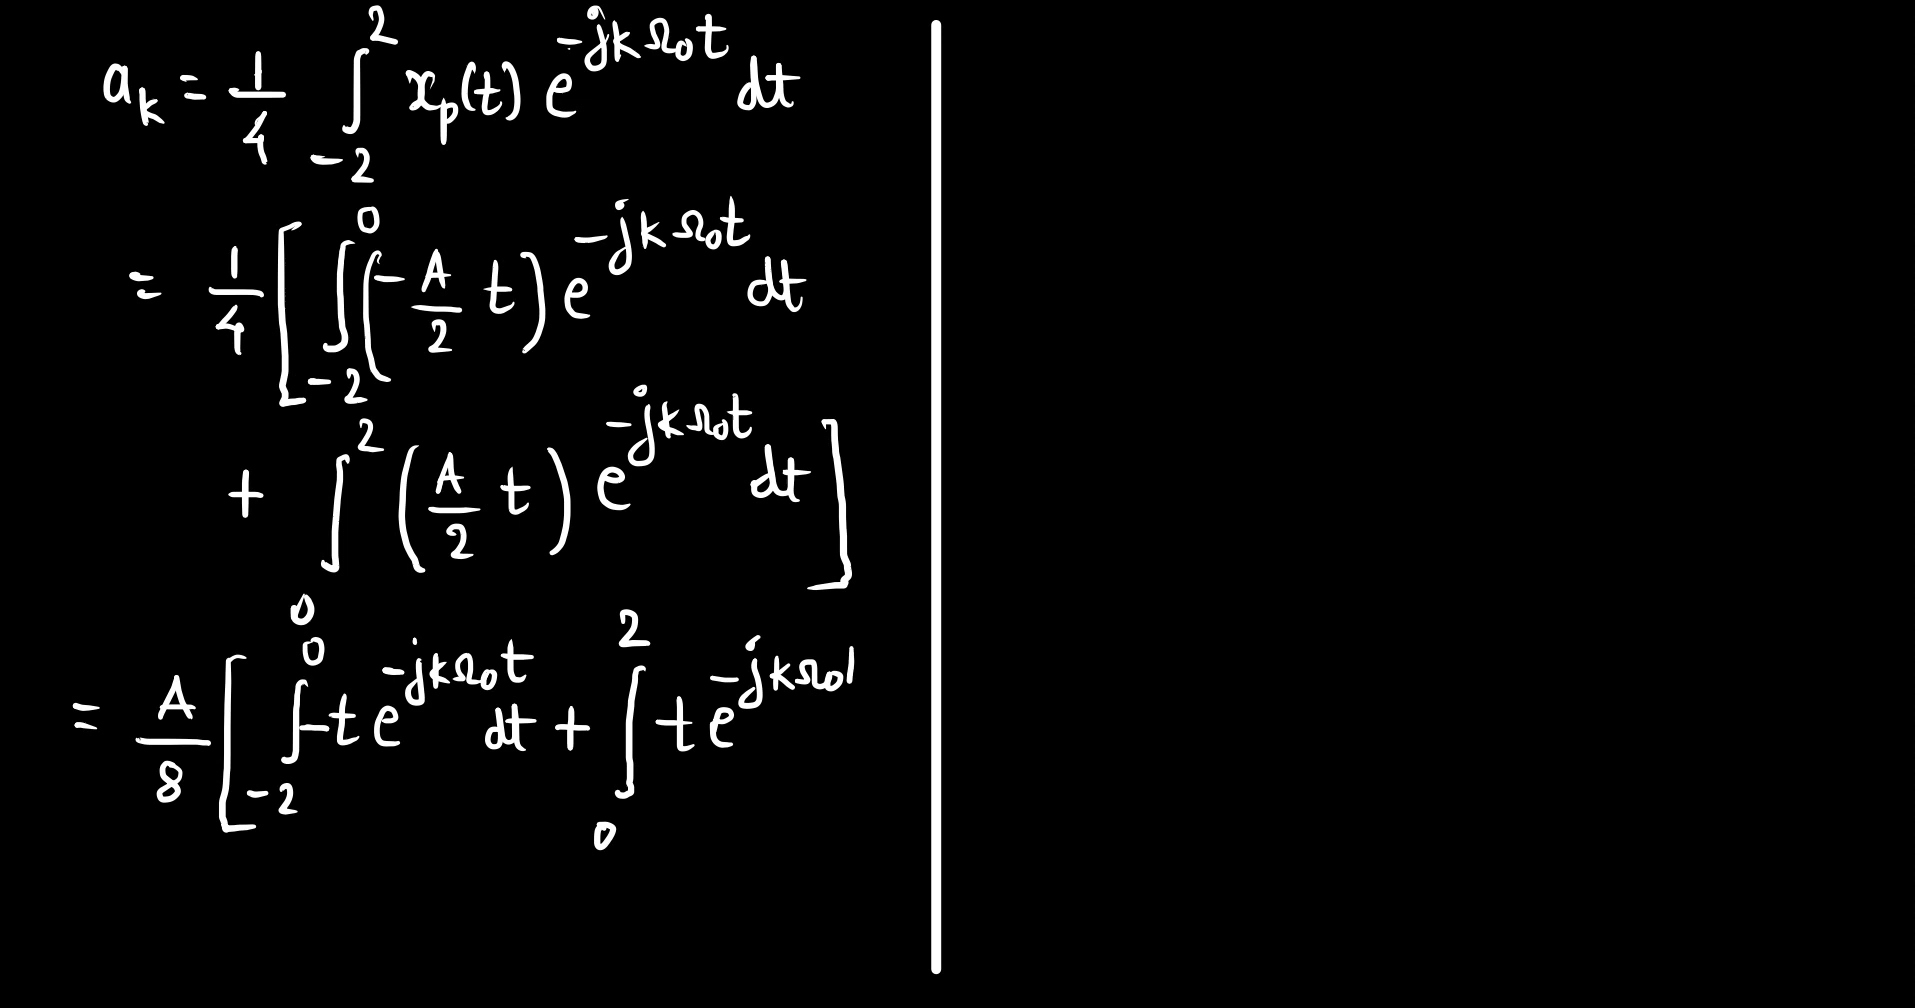 a_k = 1/4 ∫_{-2}^{2} x_p(t) e^{-jkΩ₀t} dt
= 1/4 [ ∫_{-2}^{0} (-A/2 t) e^{-jkΩ₀t} dt
+ ∫_{0}^{2} (A/2 t) e^{-jkΩ₀t} dt ]
= A/8 [ ∫_{-2}^{0} -t e^{-jkΩ₀t} dt + ∫_{0}^{2} t e^{-jkΩ₀l